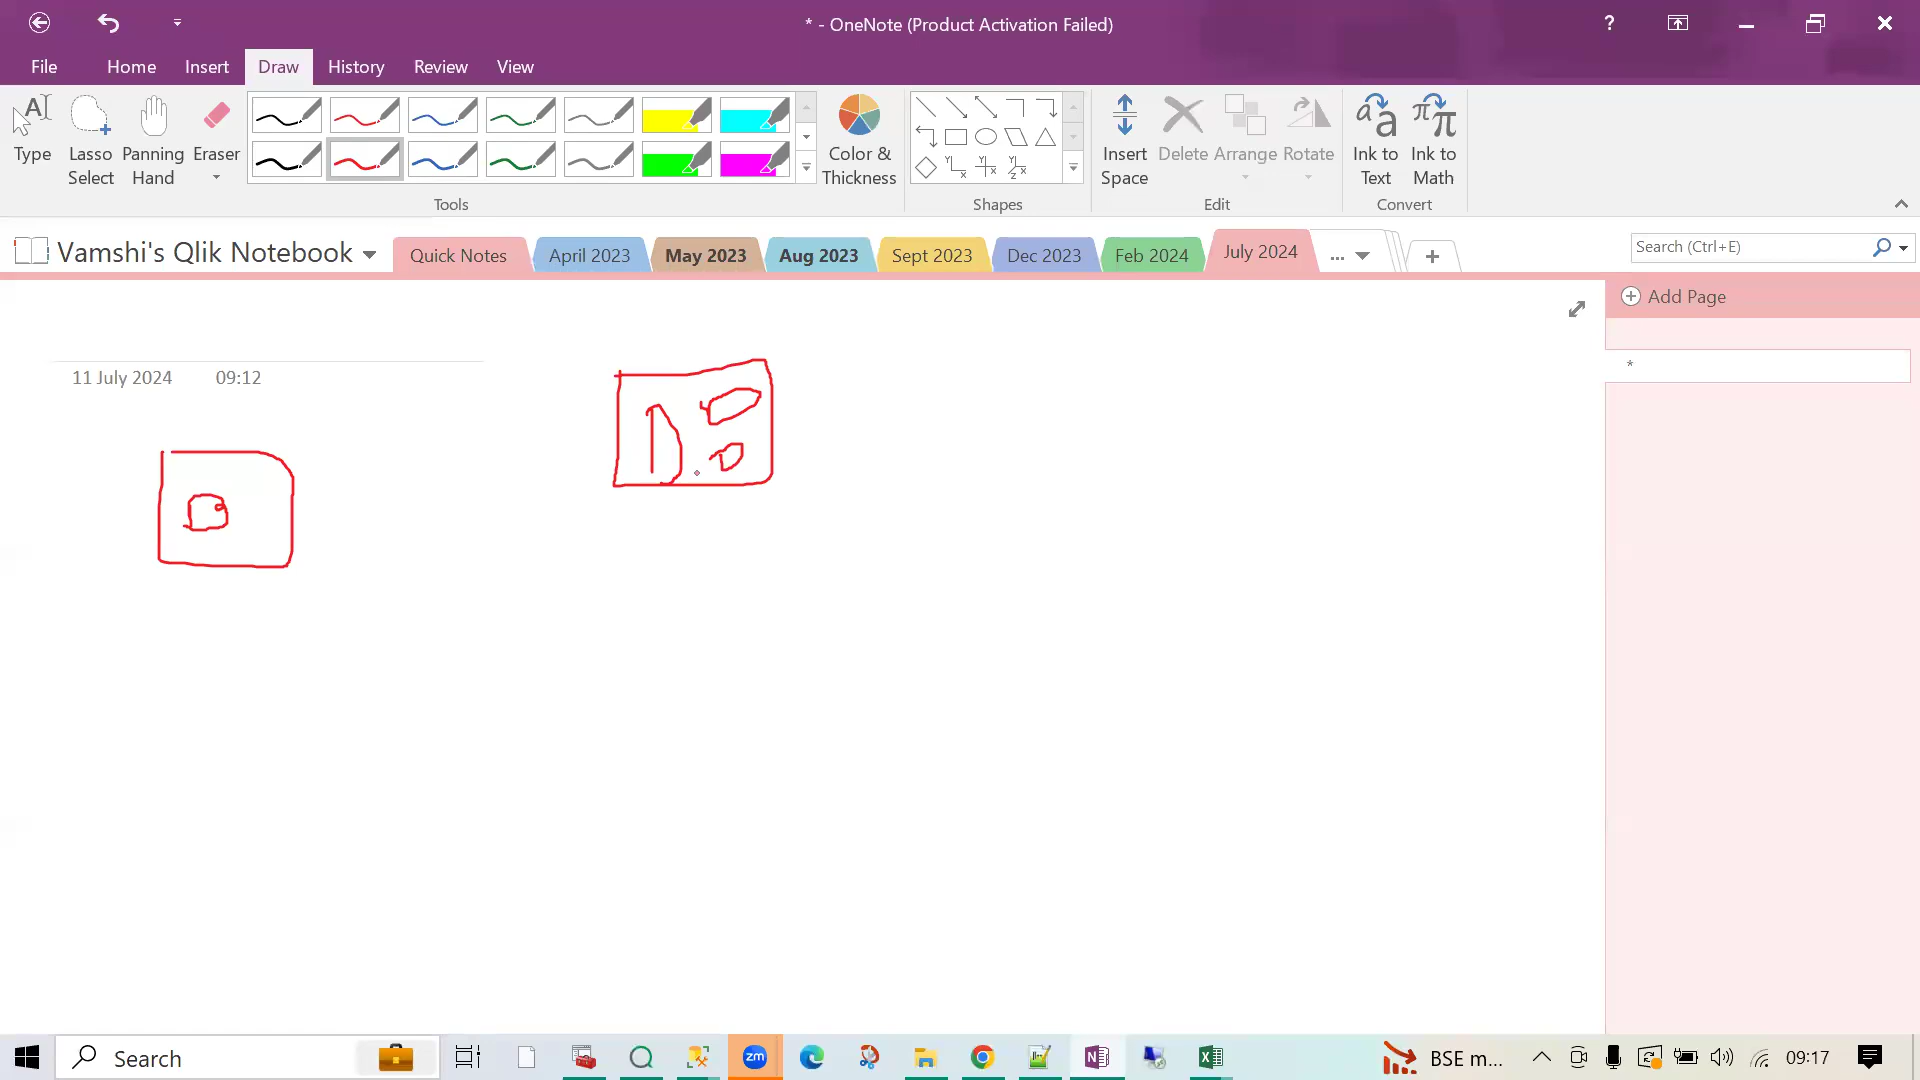 * - OneNote (Product Activation Failed)
?
File Home Insert Draw History Review View
Type
Lasso Select
Panning Hand
Eraser
Color & Thickness
Insert Space
Delete
Arrange
Rotate
Ink to Text
Ink to Math
Tools
Shapes
Edit
Convert
Vamshi's Qlik Notebook
Quick Notes April 2023 May 2023 Aug 2023 Sept 2023 Dec 2023 Feb 2024 July 2024 ...
Search (Ctrl+E)
Add Page
*
11 July 2024 09:12
Search
zm
BSE m...
09:17